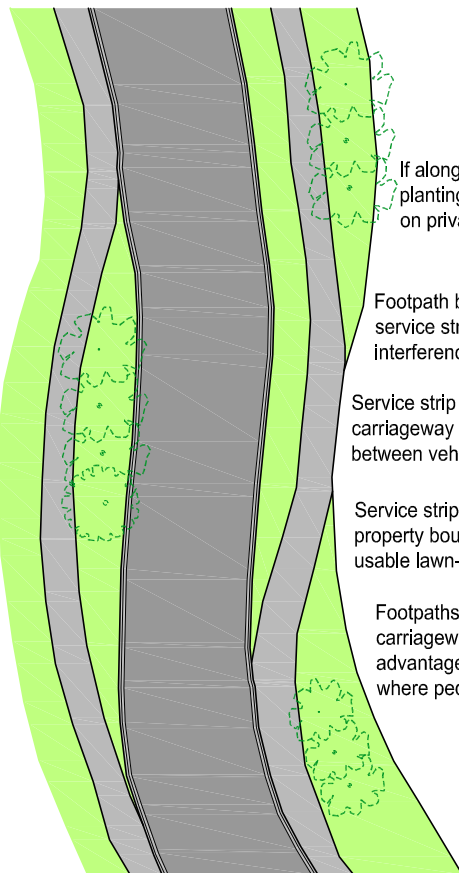 If along
planting
on priva
Footpath b
service str
interferenc
Service strip
carriageway
between veh
Service strip
property bou
usable lawn-
Footpaths
carriagew
advantage
where ped